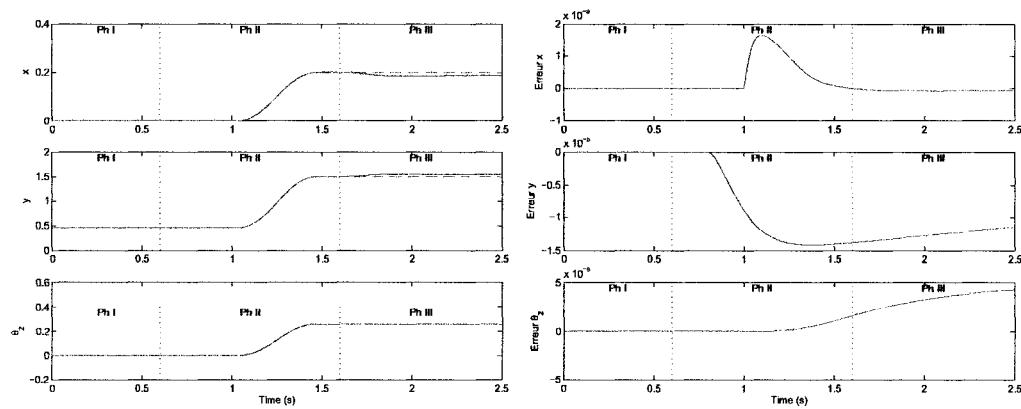 Ph I Ph II Ph III
0.4
0.2
0
x
0 0.5 1 1.5 2 2.5
Ph I Ph II Ph III
2
1.5
1
0.5
0
y
0 0.5 1 1.5 2 2.5
0.6
0.4
0.2
0
-0.2
Ph I Ph II Ph III
θz
0 0.5 1 1.5 2 2.5
Time (s)
Ph I Ph II Ph III
2
1
0
-1
Erreur x
0 0.5 1 1.5 2 2.5
Ph I Ph II Ph III
0
-0.5
-1
-1.5
Erreur y
0 0.5 1 1.5 2 2.5
Ph I Ph II Ph III
5
0
-5
Erreur θz
0 0.5 1 1.5 2 2.5
Time (s)